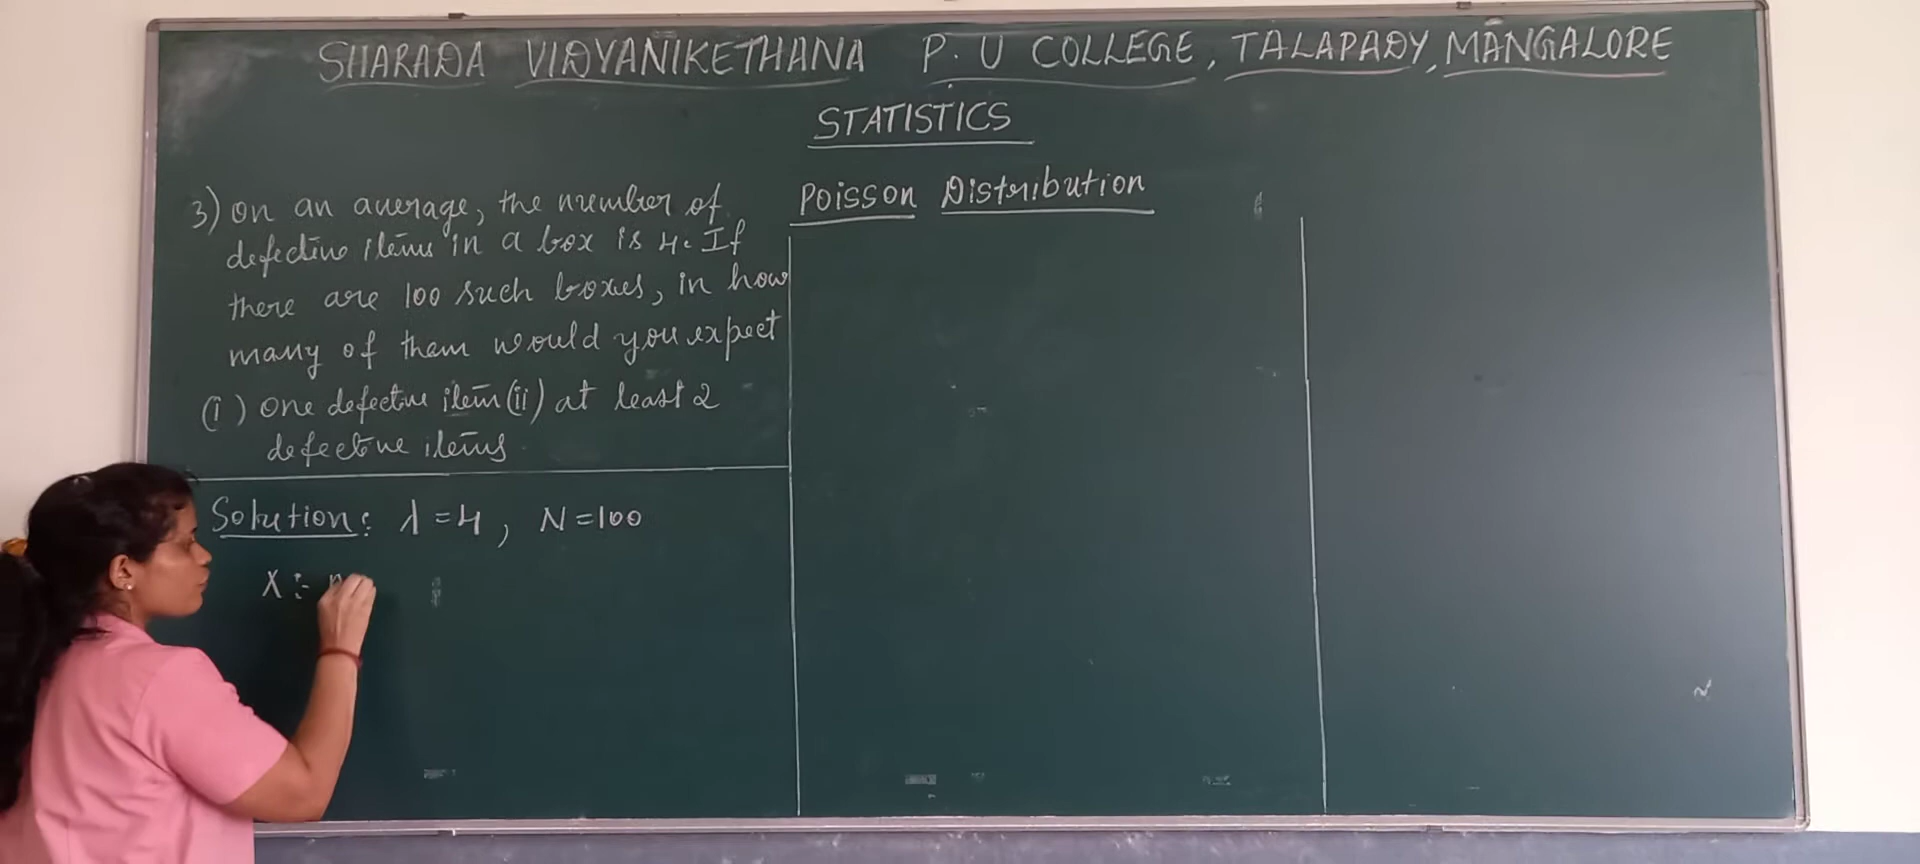 SHARADA VIDYANIKETHANA P. U COLLEGE, TALAPADY, MANGALORE
STATISTICS
Poisson Distribution
3) On an average, the number of
defective items in a box is 4. If
there are 100 such boxes, in how
many of them would you expect
(i) One defective item (ii) at least 2
defective items.
Solution: λ = 4, N = 100
X :-